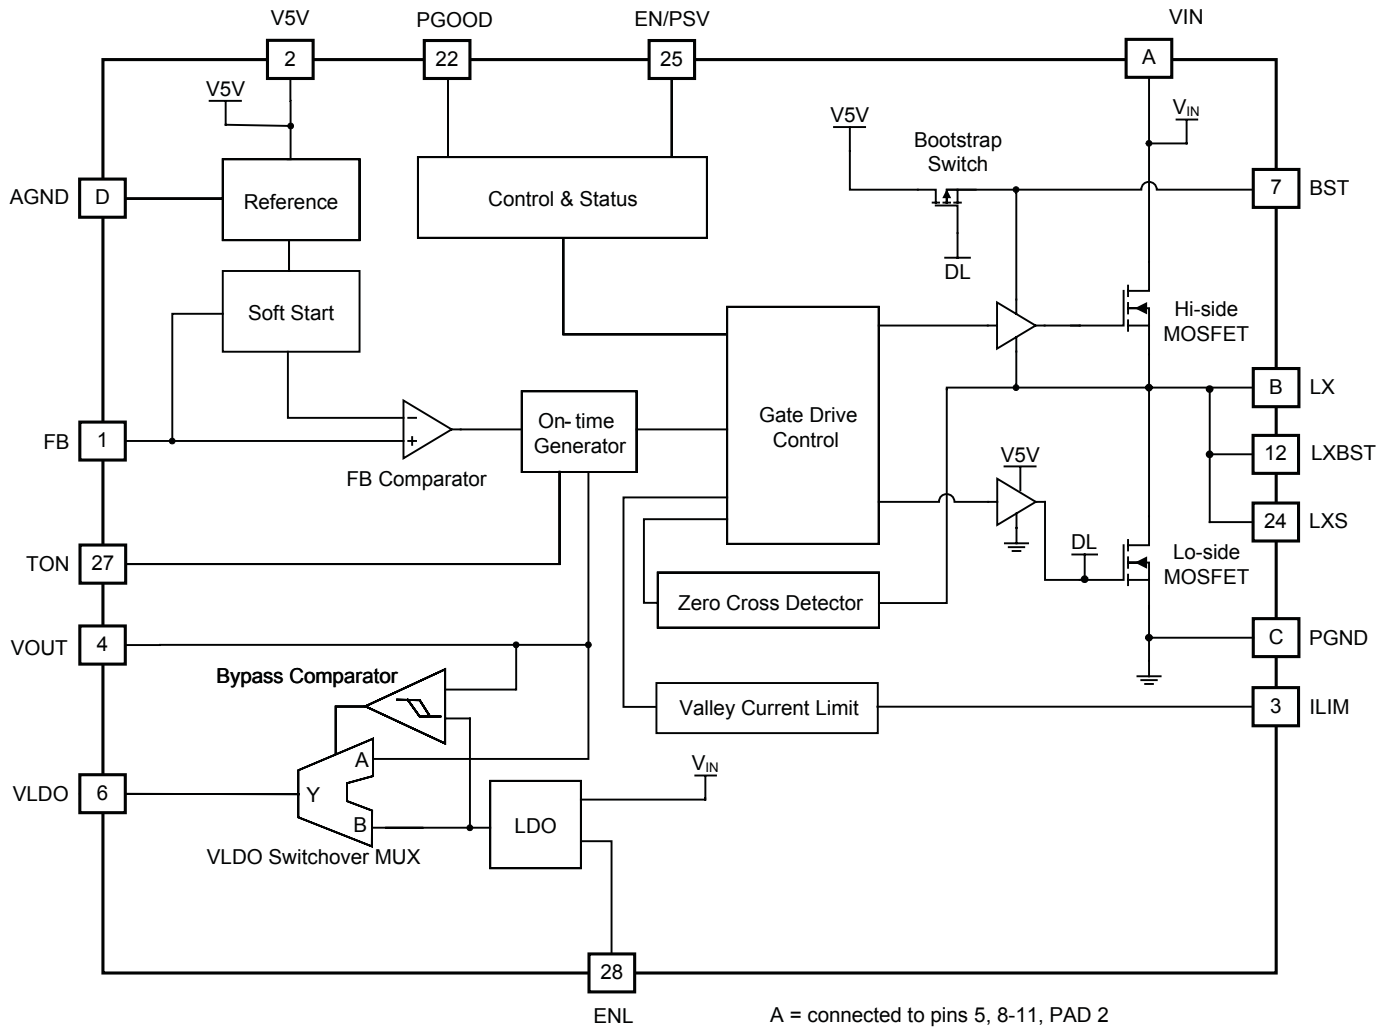 V5V
PGOOD
EN/PSV
VIN
2
22
25
A
V5V
V5V
VIN
Bootstrap
Switch
AGND
D
Reference
Control & Status
7
BST
DL
Soft Start
Hi-side
MOSFET
B
LX
FB
1
−
+
FB Comparator
On-time
Generator
Gate Drive
Control
12
LXBST
V5V
24
LXS
TON
27
DL
Lo-side
MOSFET
Zero Cross Detector
VOUT
4
C
PGND
Bypass Comparator
Valley Current Limit
3
ILIM
A
VIN
VLDO
6
Y
B
LDO
VLDO Switchover MUX
28
ENL
A = connected to pins 5, 8-11, PAD 2